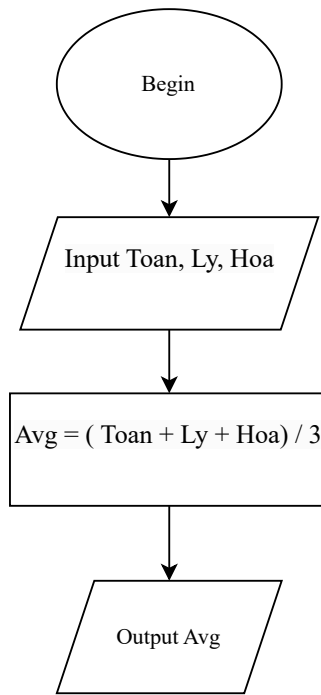 Begin
Input Toan, Ly, Hoa
Avg = ( Toan + Ly + Hoa) / 3
Output Avg